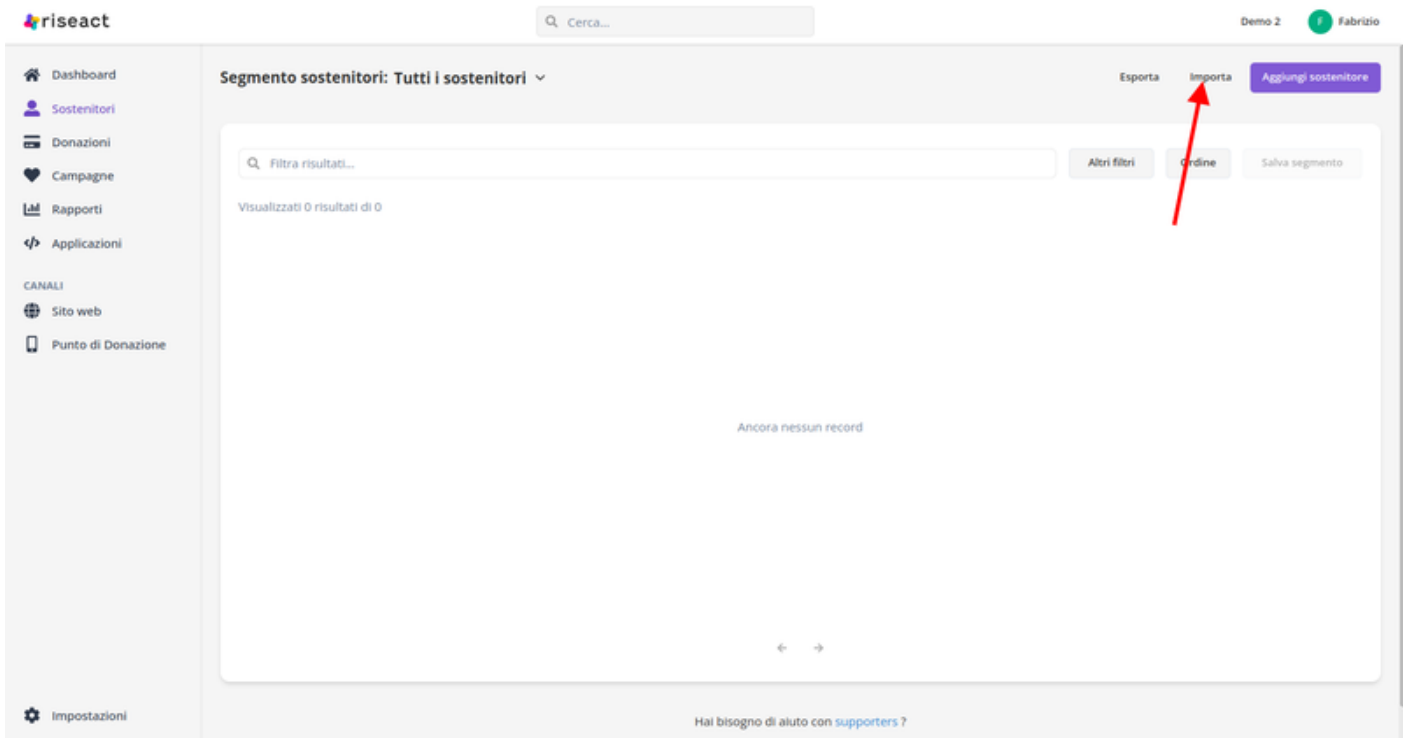 riseact
Cerca...
Demo 2
F
Fabrizio
Dashboard
Sostenitori
Donazioni
Campagne
Rapporti
Applicazioni
CANALI
Sito web
Punto di Donazione
Impostazioni
Segmento sostenitori: Tutti i sostenitori
Esporta
Importa
Aggiungi sostenitore
Filtra risultati...
Altri filtri
Ordine
Salva segmento
Visualizzati 0 risultati di 0
Ancora nessun record
Hai bisogno di aiuto con supporters ?